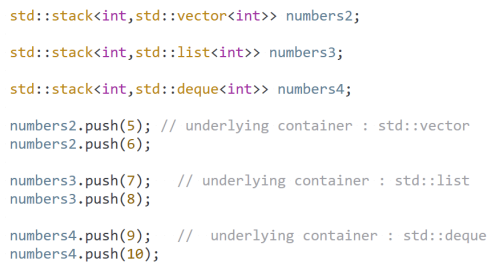 std::stack<int,std::vector<int>> numbers2;
std::stack<int,std::list<int>> numbers3;
std::stack<int,std::deque<int>> numbers4;
numbers2.push(5); // underlying container : std::vector
numbers2.push(6);
numbers3.push(7);   // underlying container : std::list
numbers3.push(8);
numbers4.push(9);   //  underlying container : std::deque
numbers4.push(10);